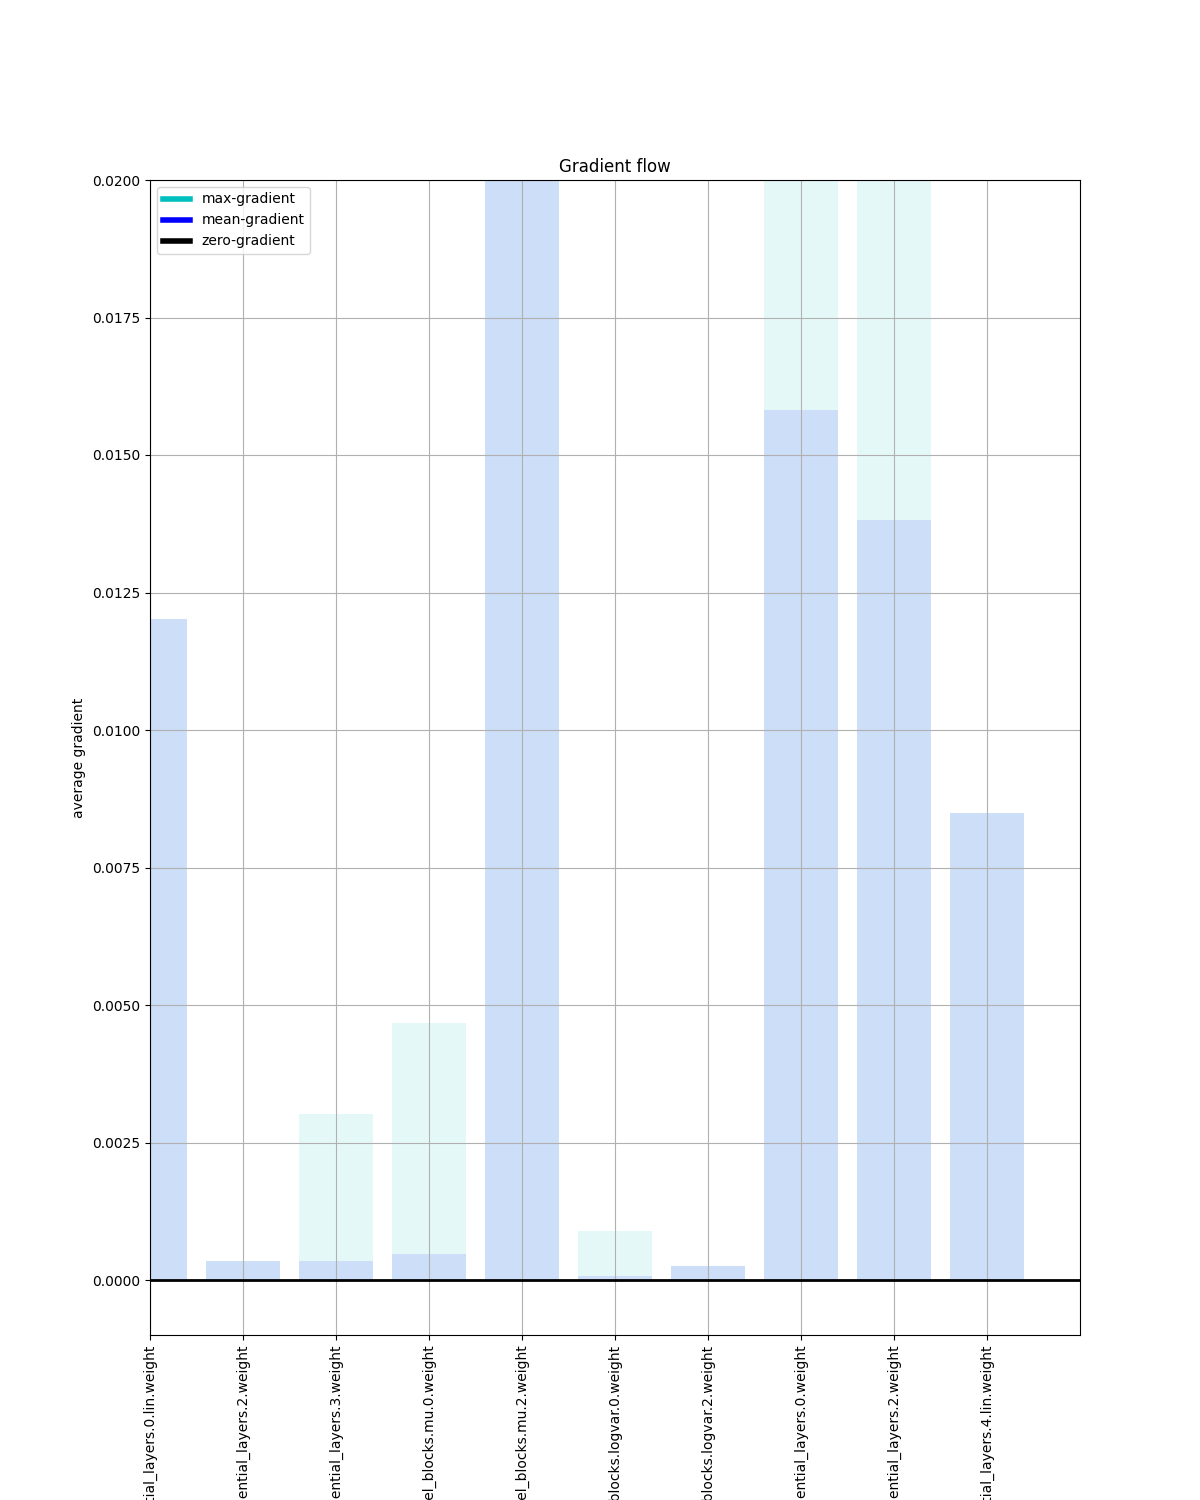 Gradient flow
max-gradient
mean-gradient
zero-gradient
0.0200
0.0175
0.0150
0.0125
0.0100
0.0075
0.0050
0.0025
0.0000
average gradient
tial_layers.0.lin.weight
ential_layers.2.weight
ential_layers.3.weight
el_blocks.mu.0.weight
el_blocks.mu.2.weight
blocks.logvar.0.weight
blocks.logvar.2.weight
ential_layers.0.weight
ential_layers.2.weight
tial_layers.4.lin.weight